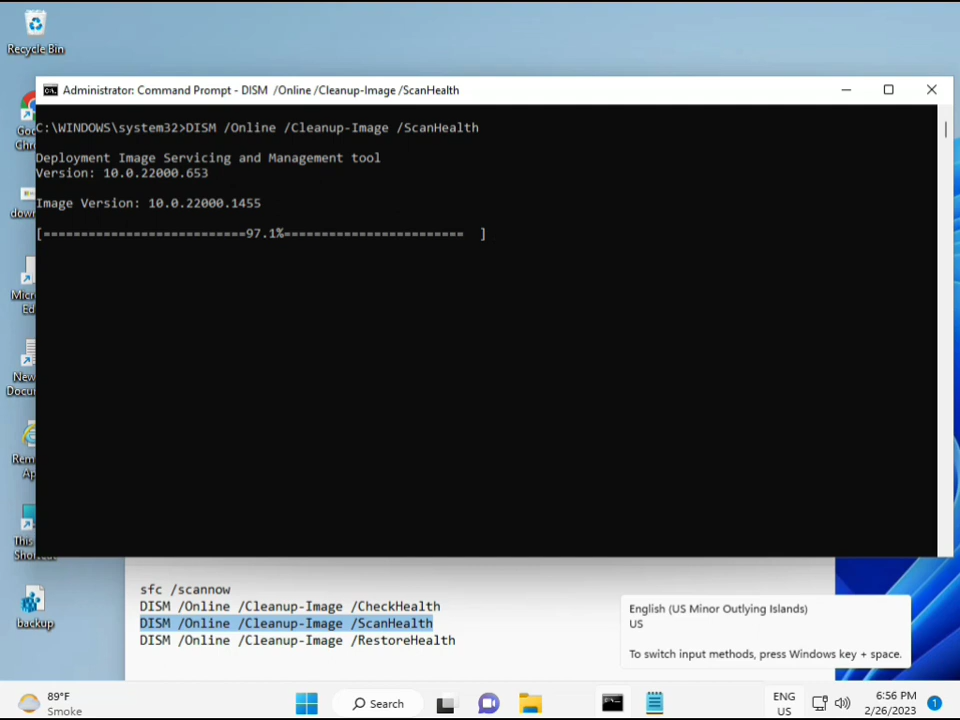 Recycle Bin
Administrator: Command Prompt - DISM /Online /Cleanup-Image /ScanHealth
C:\WINDOWS\system32>DISM /Online /Cleanup-Image /ScanHealth
Deployment Image Servicing and Management tool
Version: 10.0.22000.653
Image Version: 10.0.22000.1455
[===========================97.1%======================== ]
backup
sfc /scannow
DISM /Online /Cleanup-Image /CheckHealth
DISM /Online /Cleanup-Image /ScanHealth
DISM /Online /Cleanup-Image /RestoreHealth
English (US Minor Outlying Islands)
US
To switch input methods, press Windows key + space.
89°F
Smoke
Search
ENG
US
6:56 PM
2/26/2023
1